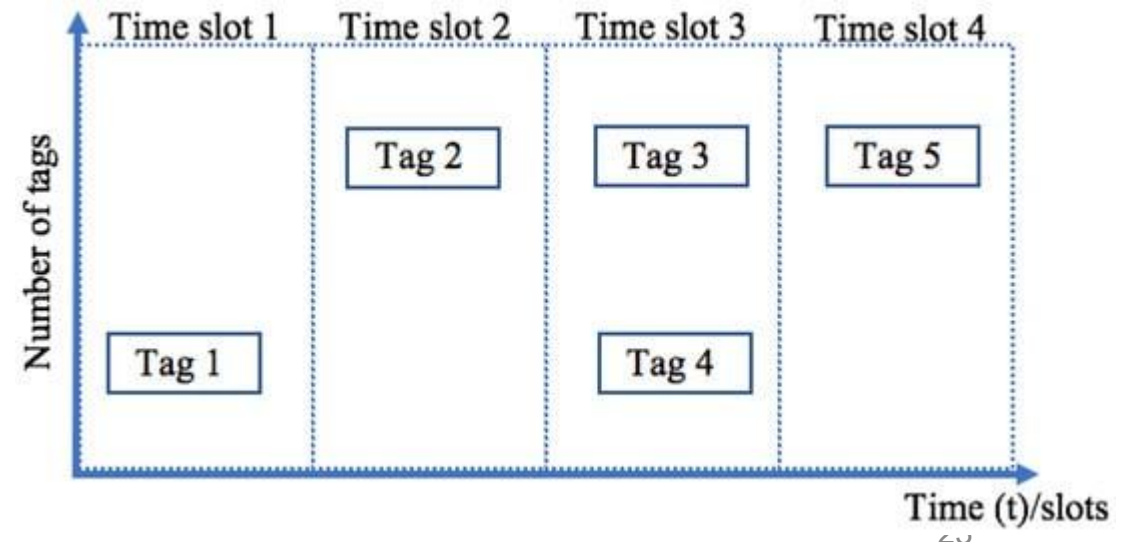 Time slot 1 Time slot 2 Time slot 3 Time slot 4
Tag 2 Tag 3 Tag 5
Number of tags
Tag 1 Tag 4
Time (t)/slots